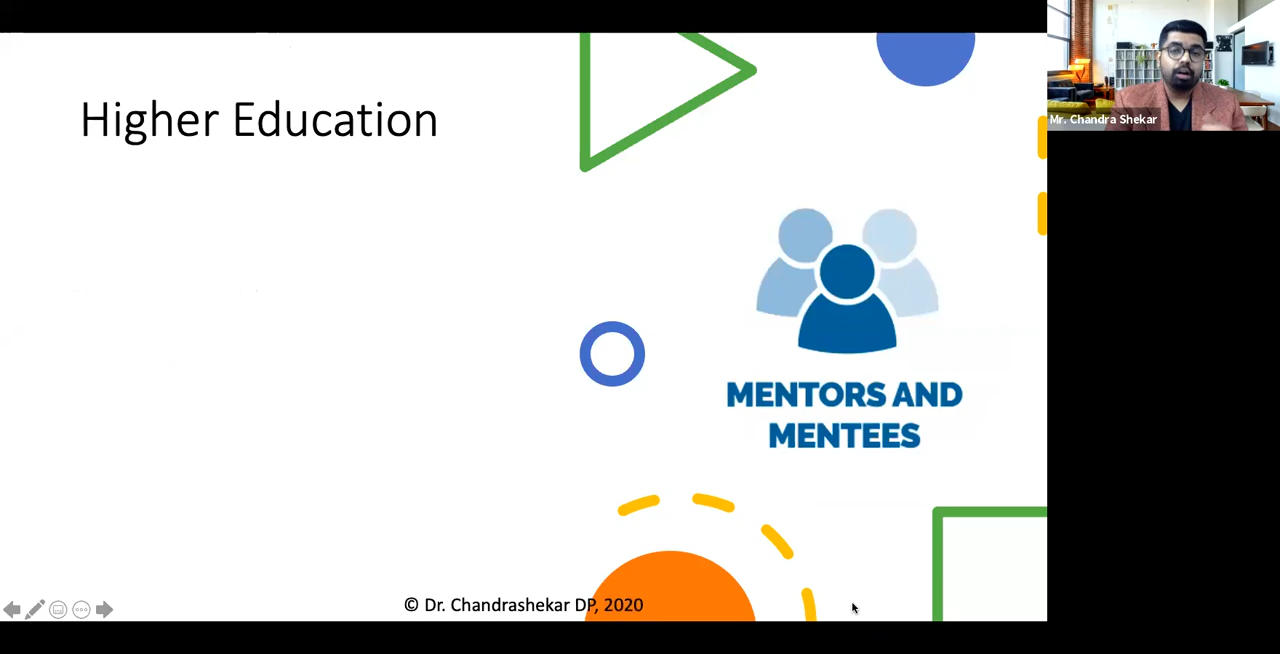 Higher Education
Mr. Chandra Shekar
MENTORS AND
MENTEES
© Dr. Chandrashekar DP, 2020